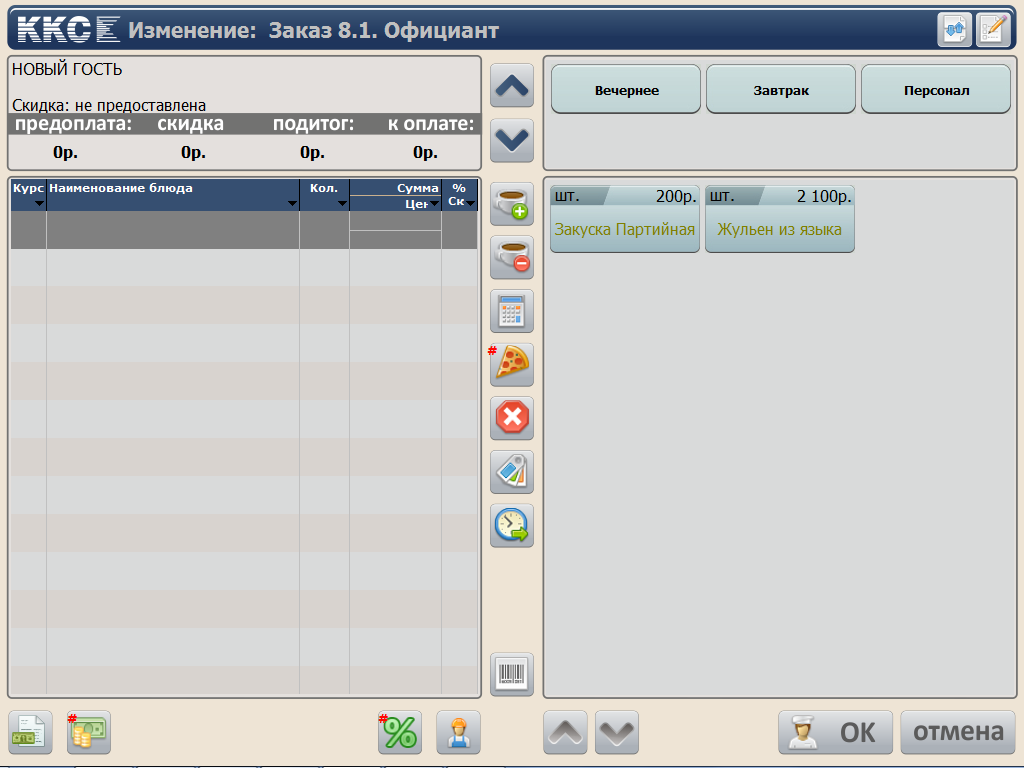 ККС Изменение: Заказ 8.1. Официант
НОВЫЙ ГОСТЬ
Скидка: не предоставлена
предоплата: скидка подитог: к оплате:
0р. 0р. 0р. 0р.
Вечернее Завтрак Персонал
Курс Наименование блюда Кол. Сумма %
Цен Ск
шт. 200р.
Закуска Партийная
шт. 2 100р.
Жульен из языка
#
#
#
%
ОК отмена